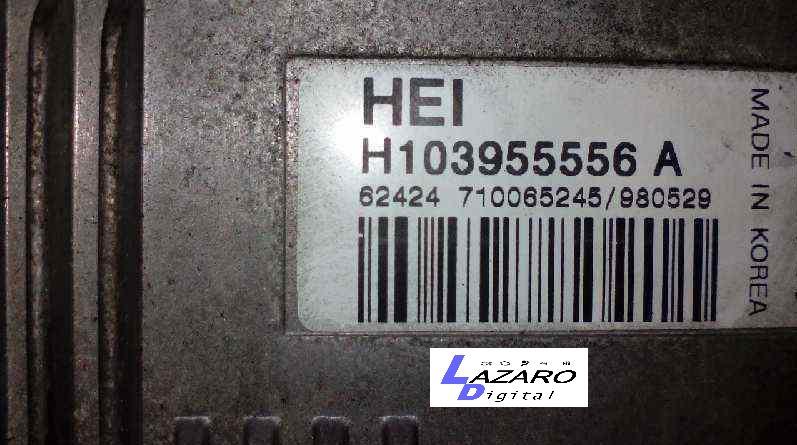 HEI
H103955556 A
62424 710065245/980529
MADE IN KOREA
LAZARO
Digital